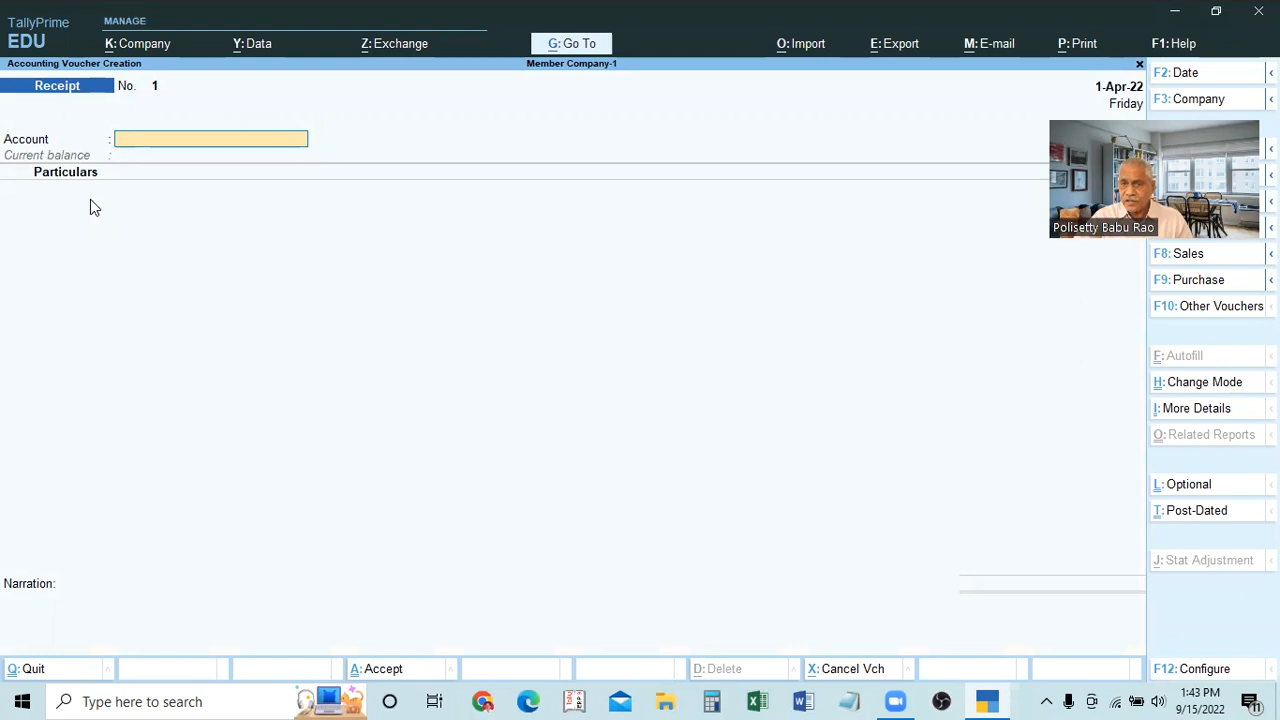 TallyPrime
EDU
MANAGE
K: Company
Y: Data
Z: Exchange
G: Go To
O: Import
E: Export
M: E-mail
P: Print
F1: Help
Accounting Voucher Creation
Member Company-1
Receipt No. 1
1-Apr-22
Friday
Account :
Current balance :
Particulars
Narration:
F2: Date
F3: Company
Polisetty Babu Rao
F8: Sales
F9: Purchase
F10: Other Vouchers
F: Autofill
H: Change Mode
I: More Details
O: Related Reports
L: Optional
T: Post-Dated
J: Stat Adjustment
Q: Quit
A: Accept
D: Delete
X: Cancel Vch
F12: Configure
Type here to search
1:43 PM
9/15/2022